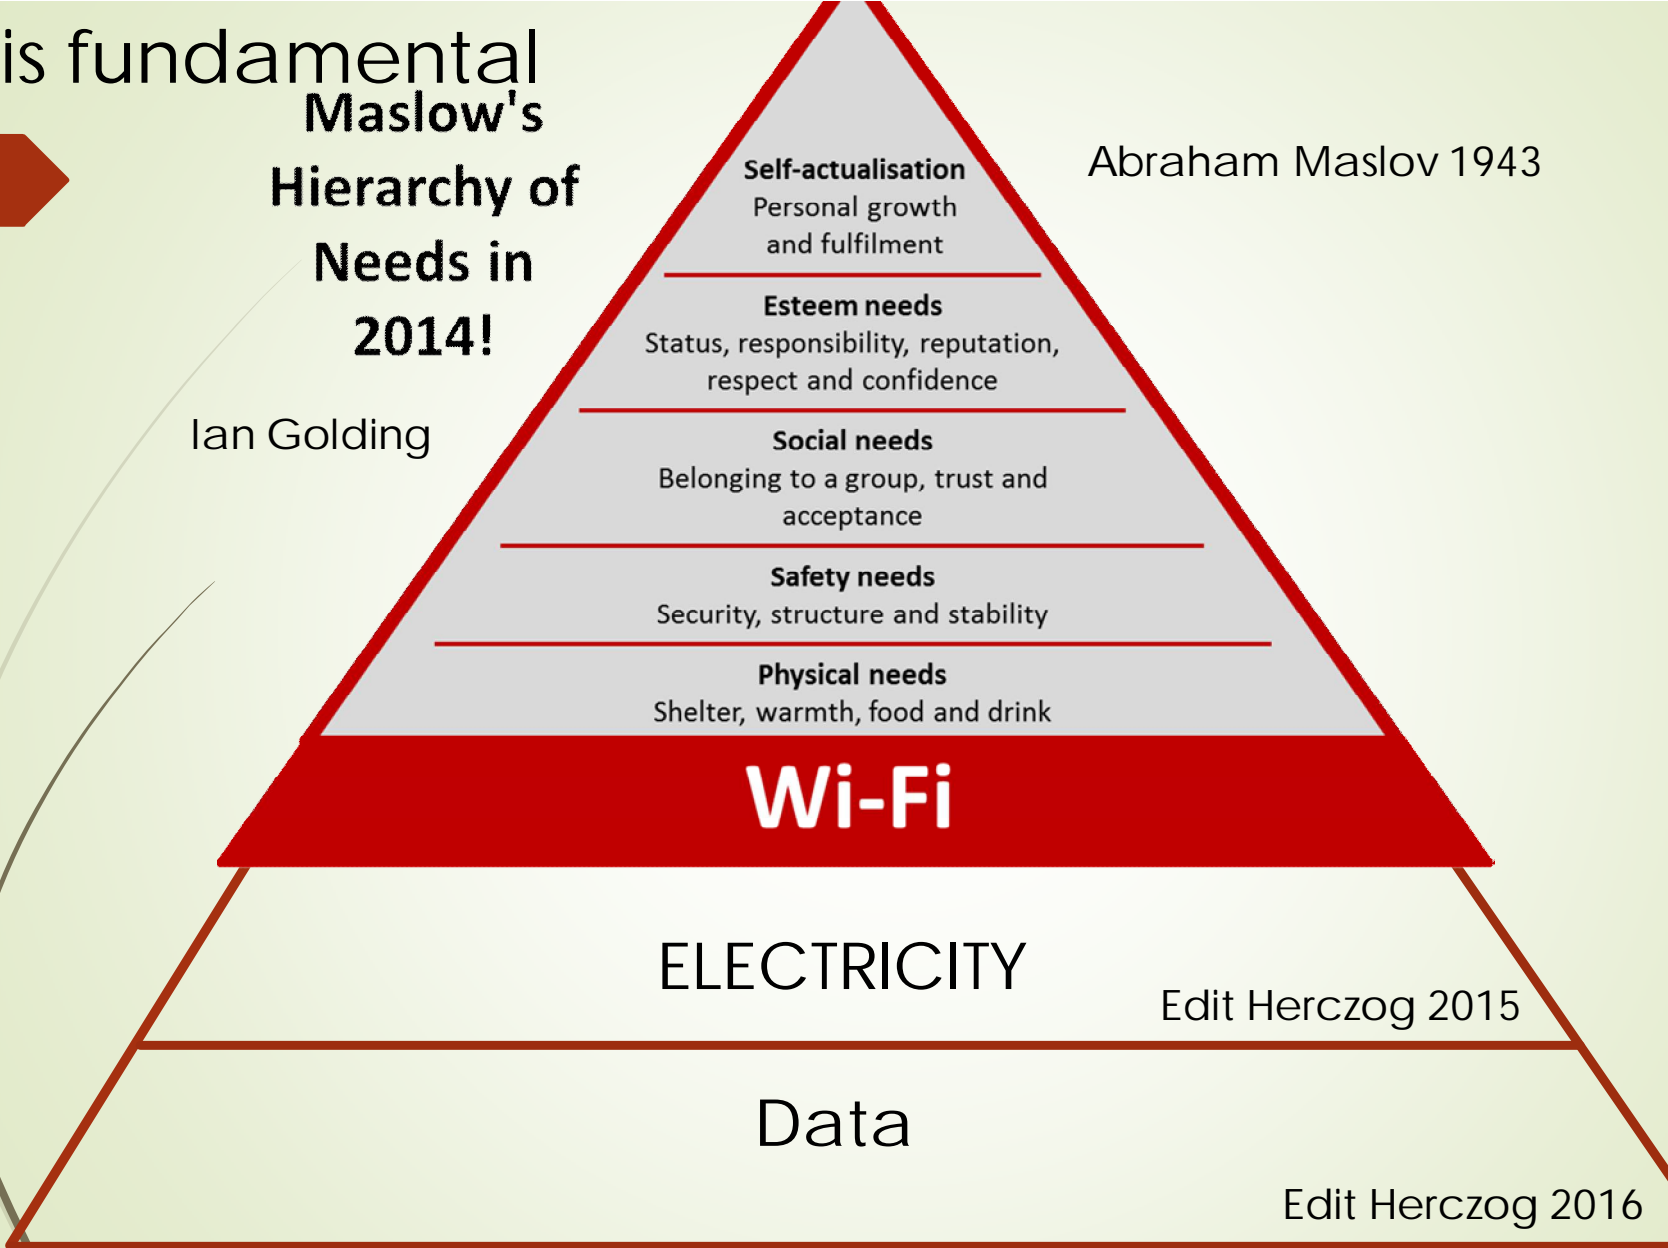 is fundamental
Maslow's
Hierarchy of
Needs in
2014!
Ian Golding
Abraham Maslov 1943
Self-actualisation
Personal growth
and fulfilment
Esteem needs
Status, responsibility, reputation,
respect and confidence
Social needs
Belonging to a group, trust and
acceptance
Safety needs
Security, structure and stability
Physical needs
Shelter, warmth, food and drink
Wi-Fi
ELECTRICITY
Edit Herczog 2015
Data
Edit Herczog 2016